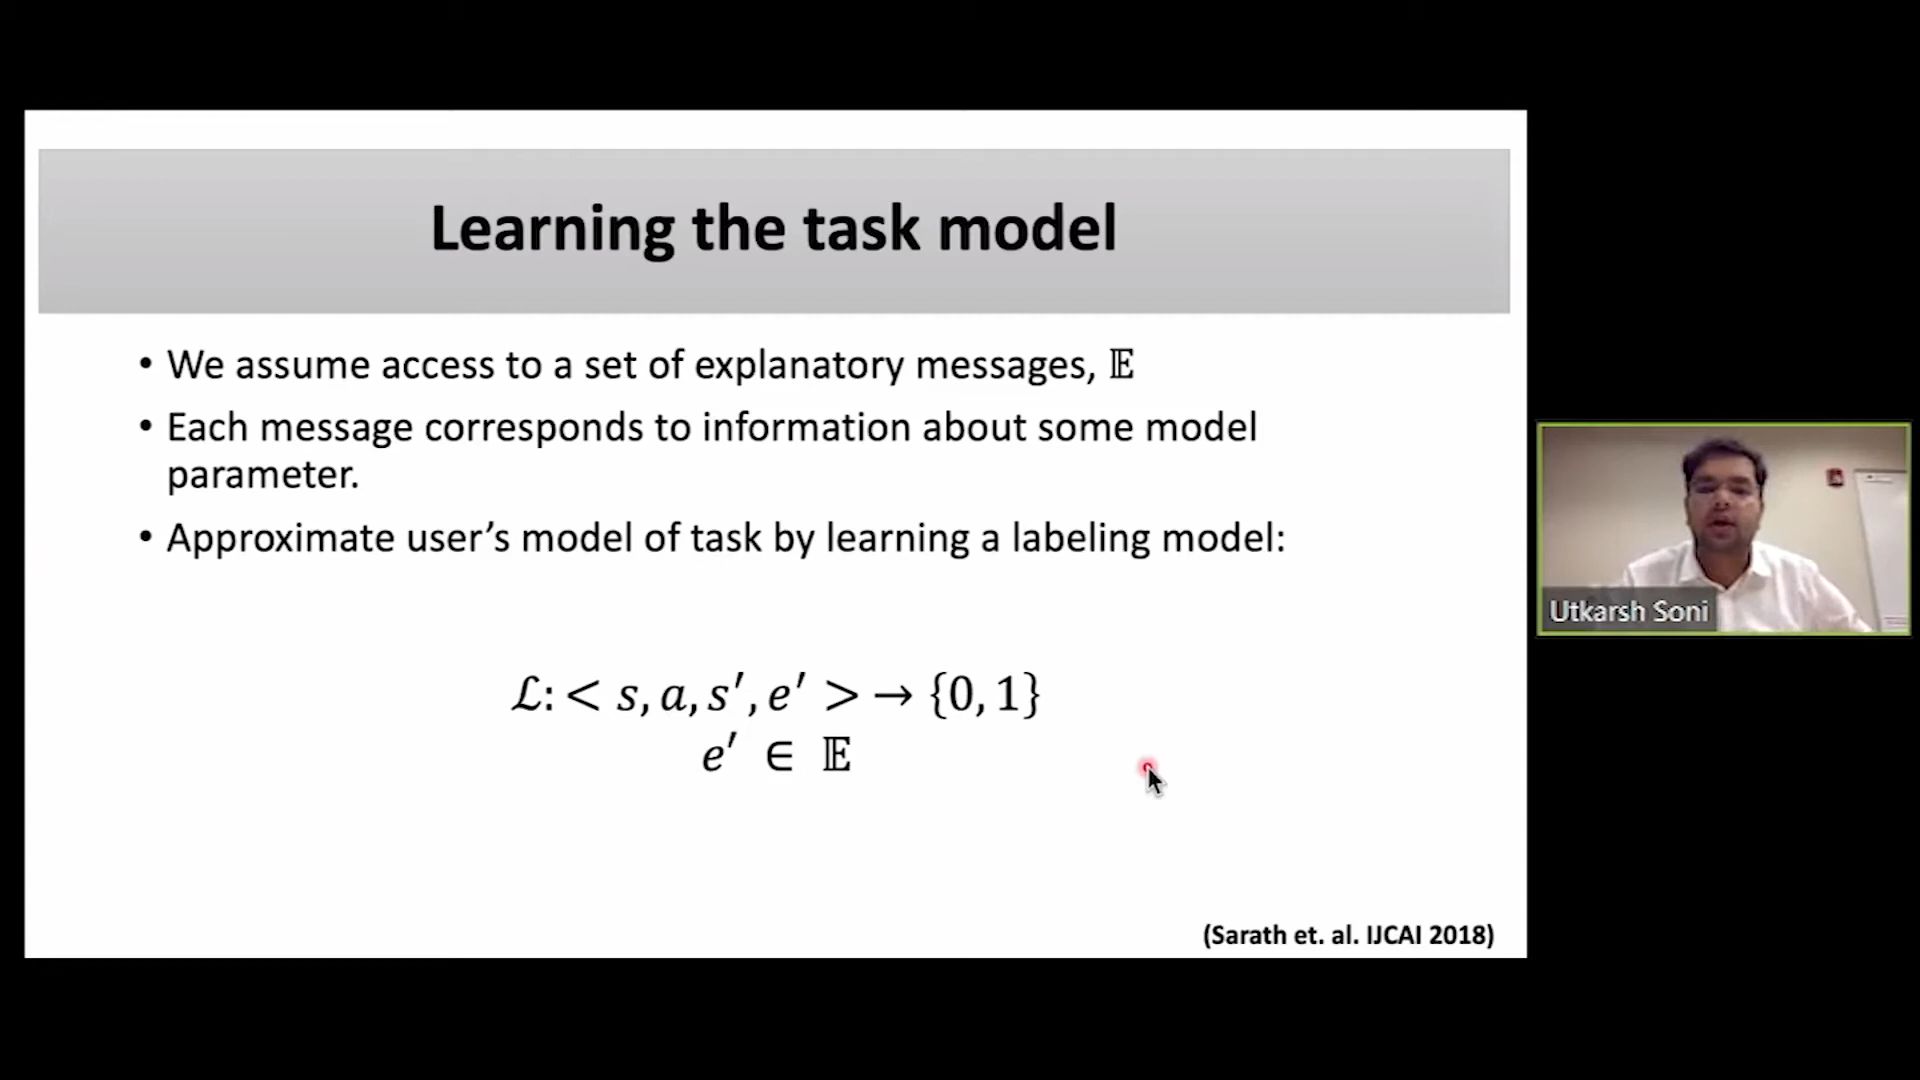 Learning the task model
• We assume access to a set of explanatory messages, 𝔼
• Each message corresponds to information about some model
parameter.
• Approximate user’s model of task by learning a labeling model:
ℒ: < s, a, s′, e′ > → {0, 1}
e′ ∈ 𝔼
(Sarath et. al. IJCAI 2018)
Utkarsh Soni